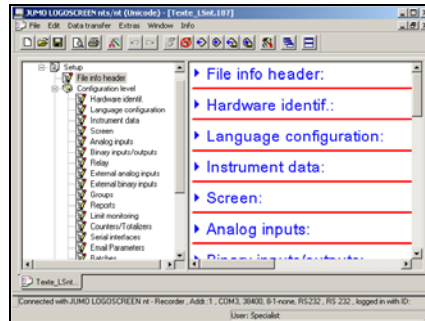 JUMO LOGOSCREEN nts/nt (Unicode) - [Texte_LSnt.187]
File Edit Data transfer Extras Window Info
Setup
File info header
Configuration level
Hardware identif.
Language configuration
Instrument data
Screen
Analog inputs
Binary inputs/outputs
Relay
External analog inputs
External binary inputs
Groups
Reports
Limit monitoring
Counters/Totalizers
Serial interfaces
Email Parameters
Batches
File info header:
Hardware identif.:
Language configuration:
Instrument data:
Screen:
Analog inputs:
Binary inputs/outputs:
Texte_LSnt...
Connected with JUMO LOGOSCREEN nt - Recorder , Addr.:1 , COM3, 38400, 8-1-none, RS232 , RS 232 , logged in with ID:
User: Specialist